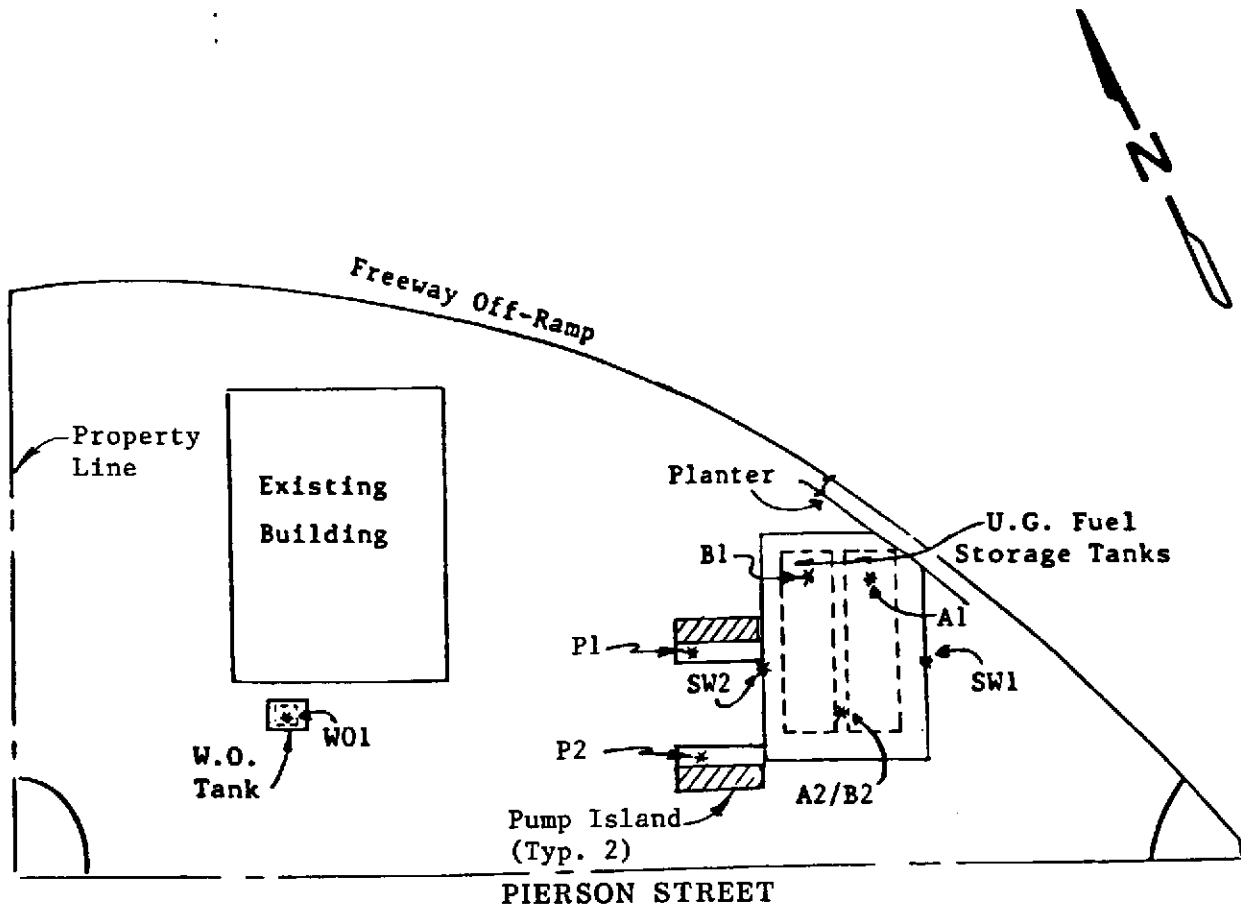 N
Freeway Off-Ramp
Property
Line
Existing
Building
Planter
U.G. Fuel
Storage Tanks
B1
A1
P1
SW2
SW1
WO1
W.O.
Tank
P2
A2/B2
Pump Island
(Typ. 2)
PIERSON STREET